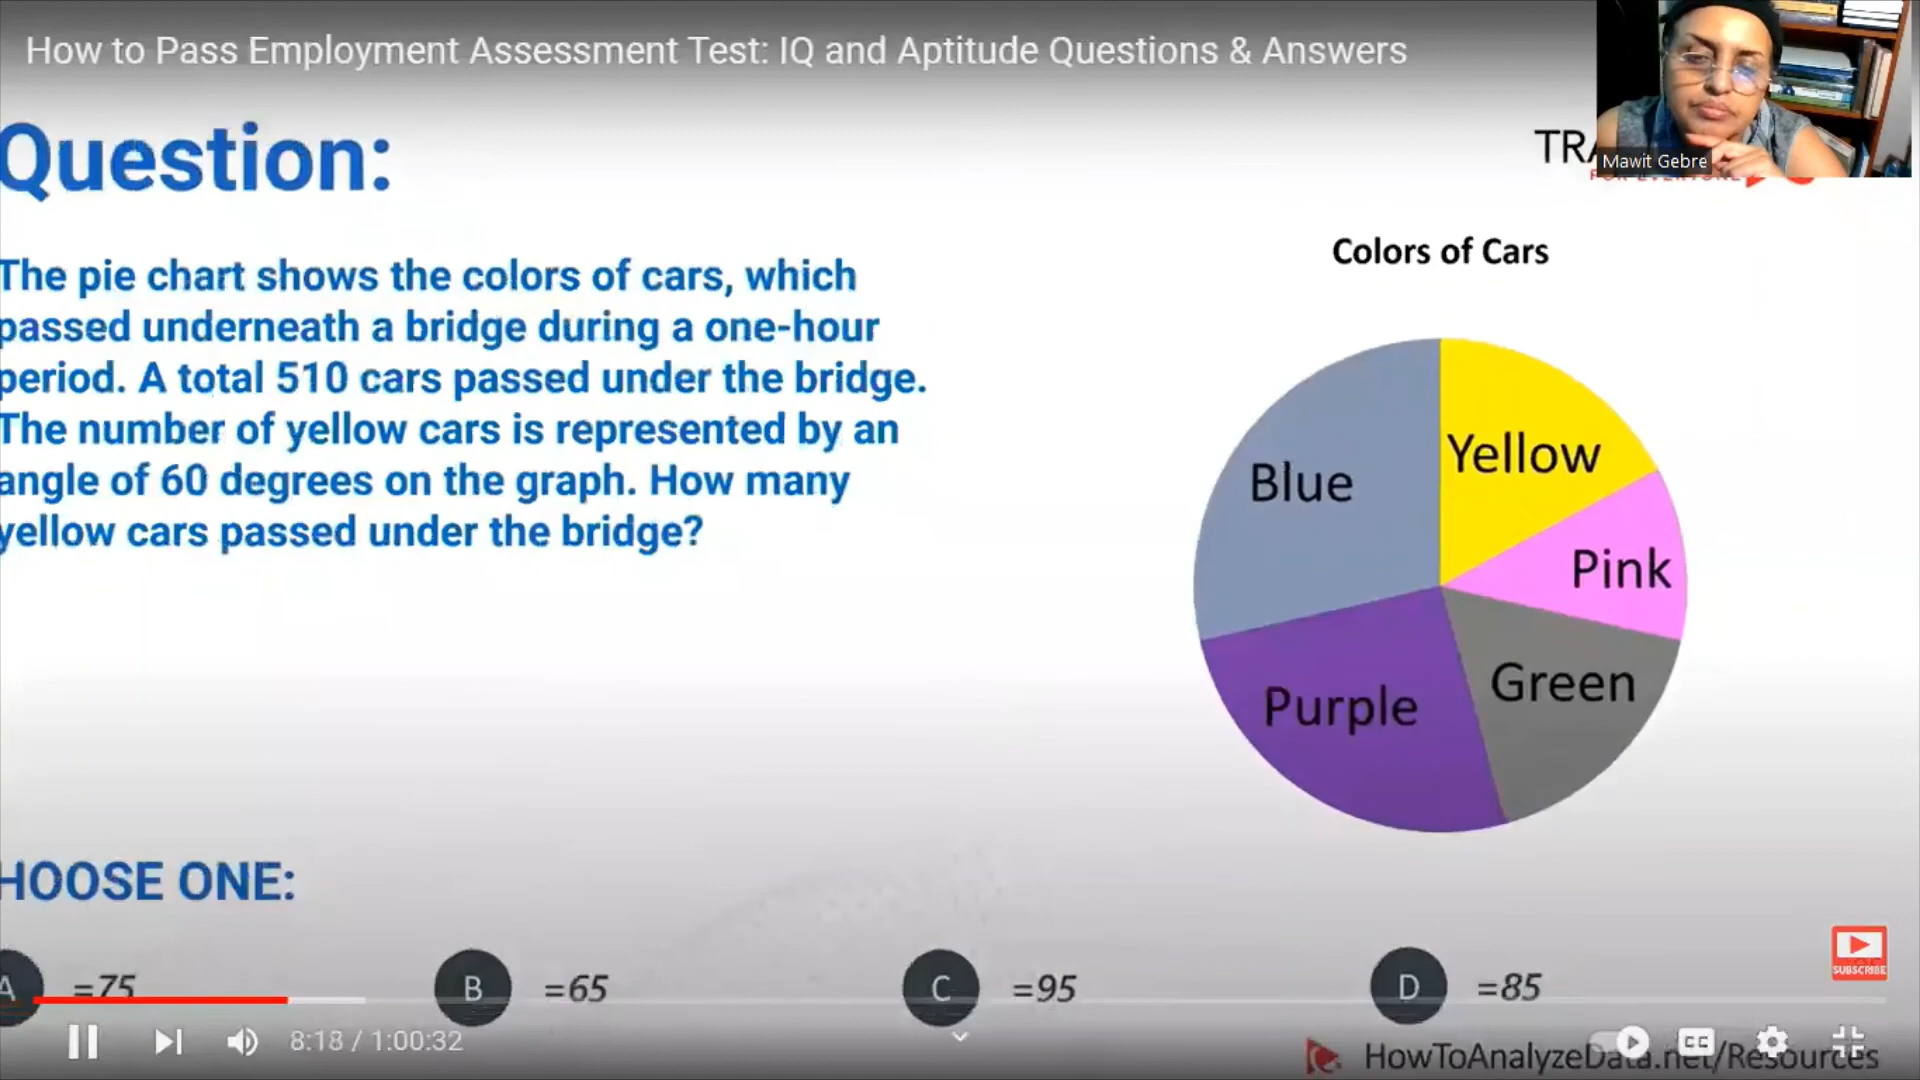 How to Pass Employment Assessment Test: IQ and Aptitude Questions & Answers
Mawit Gebre
Question:
The pie chart shows the colors of cars, which
passed underneath a bridge during a one-hour
period. A total 510 cars passed under the bridge.
The number of yellow cars is represented by an
angle of 60 degrees on the graph. How many
yellow cars passed under the bridge?
Colors of Cars
Blue
Yellow
Pink
Green
Purple
HOOSE ONE:
A =75
B =65
C =95
D =85
SUBSCRIBE
8:18 / 1:00:32
CC
HowToAnalyzeData.net/Resources